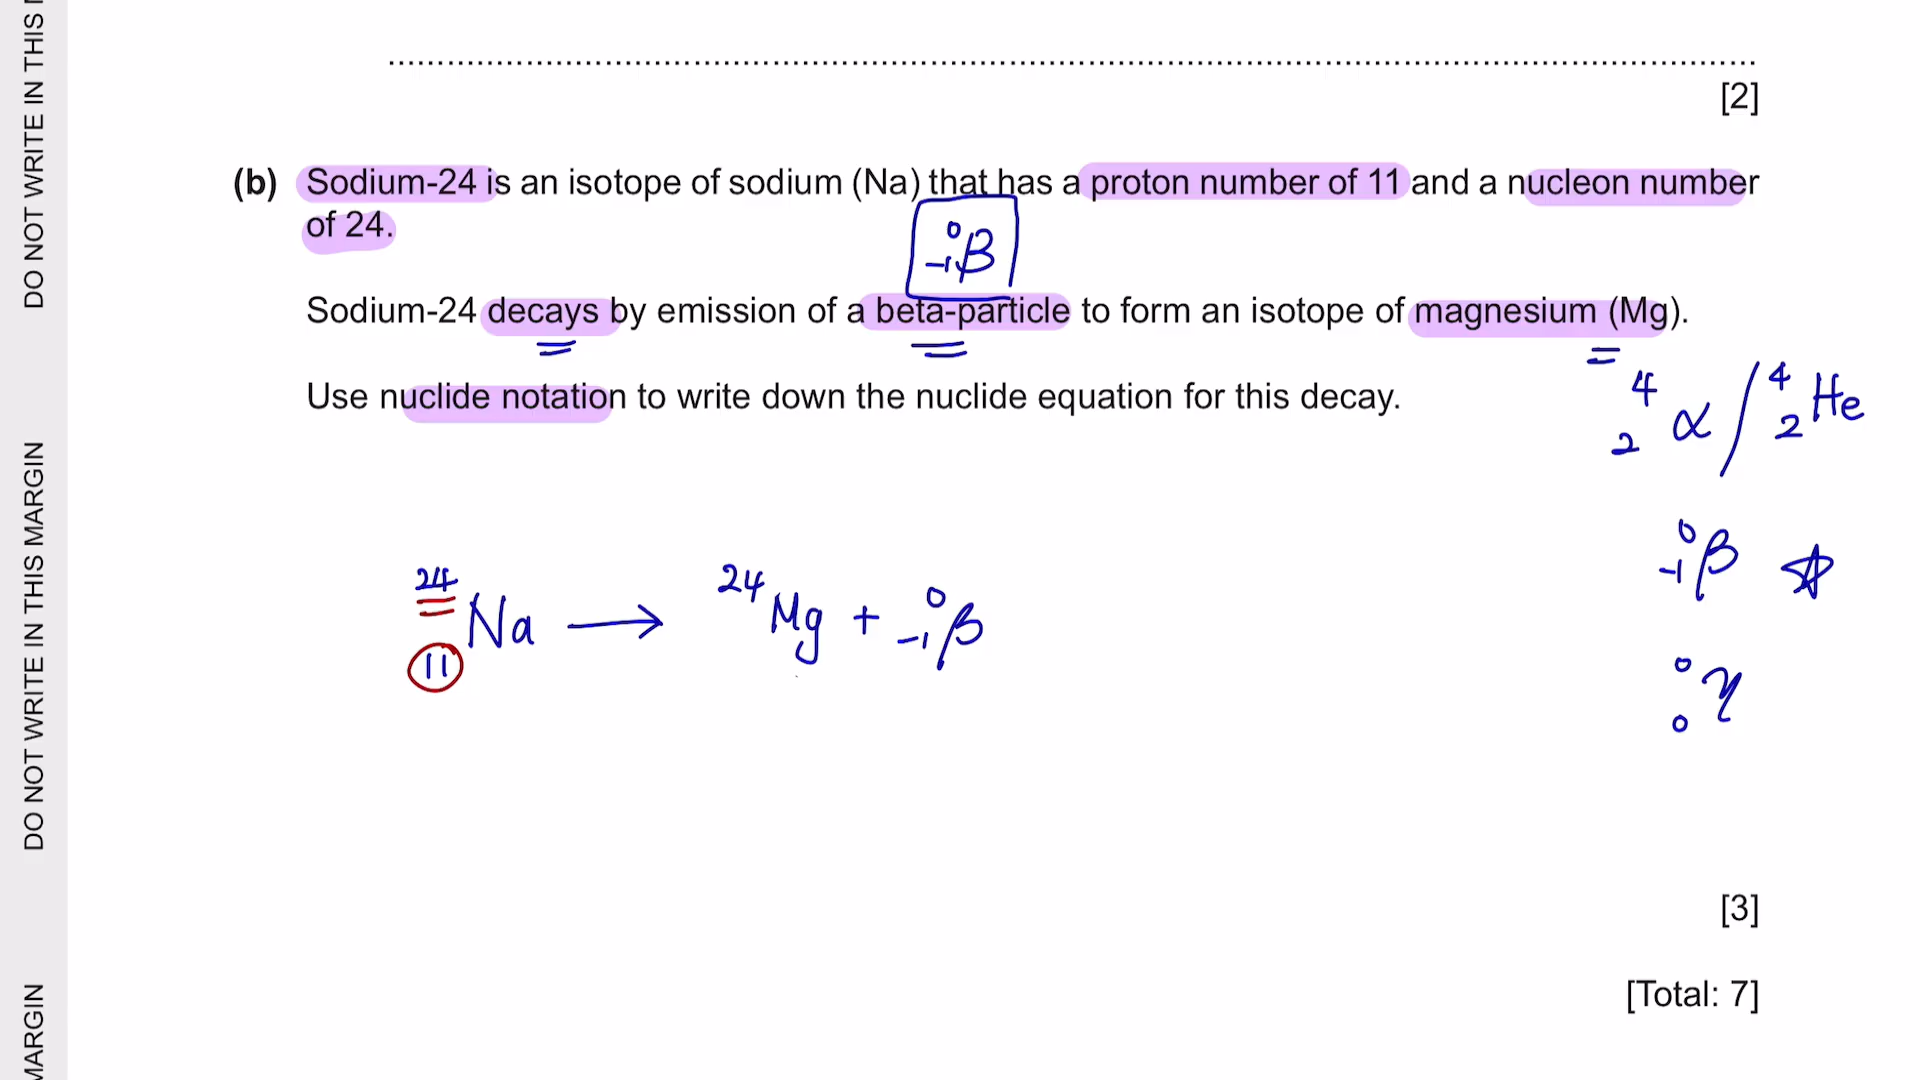 DO NOT WRITE IN THIS
DO NOT WRITE IN THIS MARGIN
MARGIN
[2]
(b) Sodium-24 is an isotope of sodium (Na) that has a proton number of 11 and a nucleon number
of 24.
0
-1 β
Sodium-24 decays by emission of a beta-particle to form an isotope of magnesium (Mg).
Use nuclide notation to write down the nuclide equation for this decay.
4 2 α / 4 2 He
0 -1 β ☆
24 11 Na → 24 Mg + 0 -1 β
0 0 γ
[3]
[Total: 7]